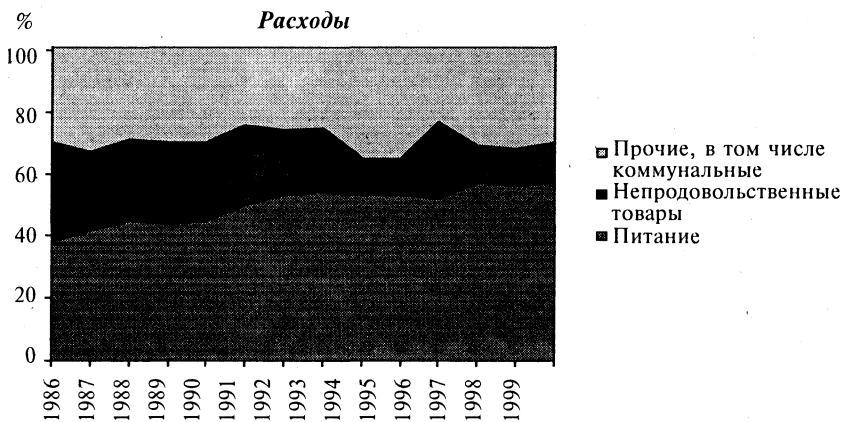 % Расходы
100
80
60
40
20
0
1986 1987 1988 1989 1990 1991 1992 1993 1994 1995 1996 1997 1998 1999
Прочие, в том числе
коммунальные
Непродовольственные
товары
Питание